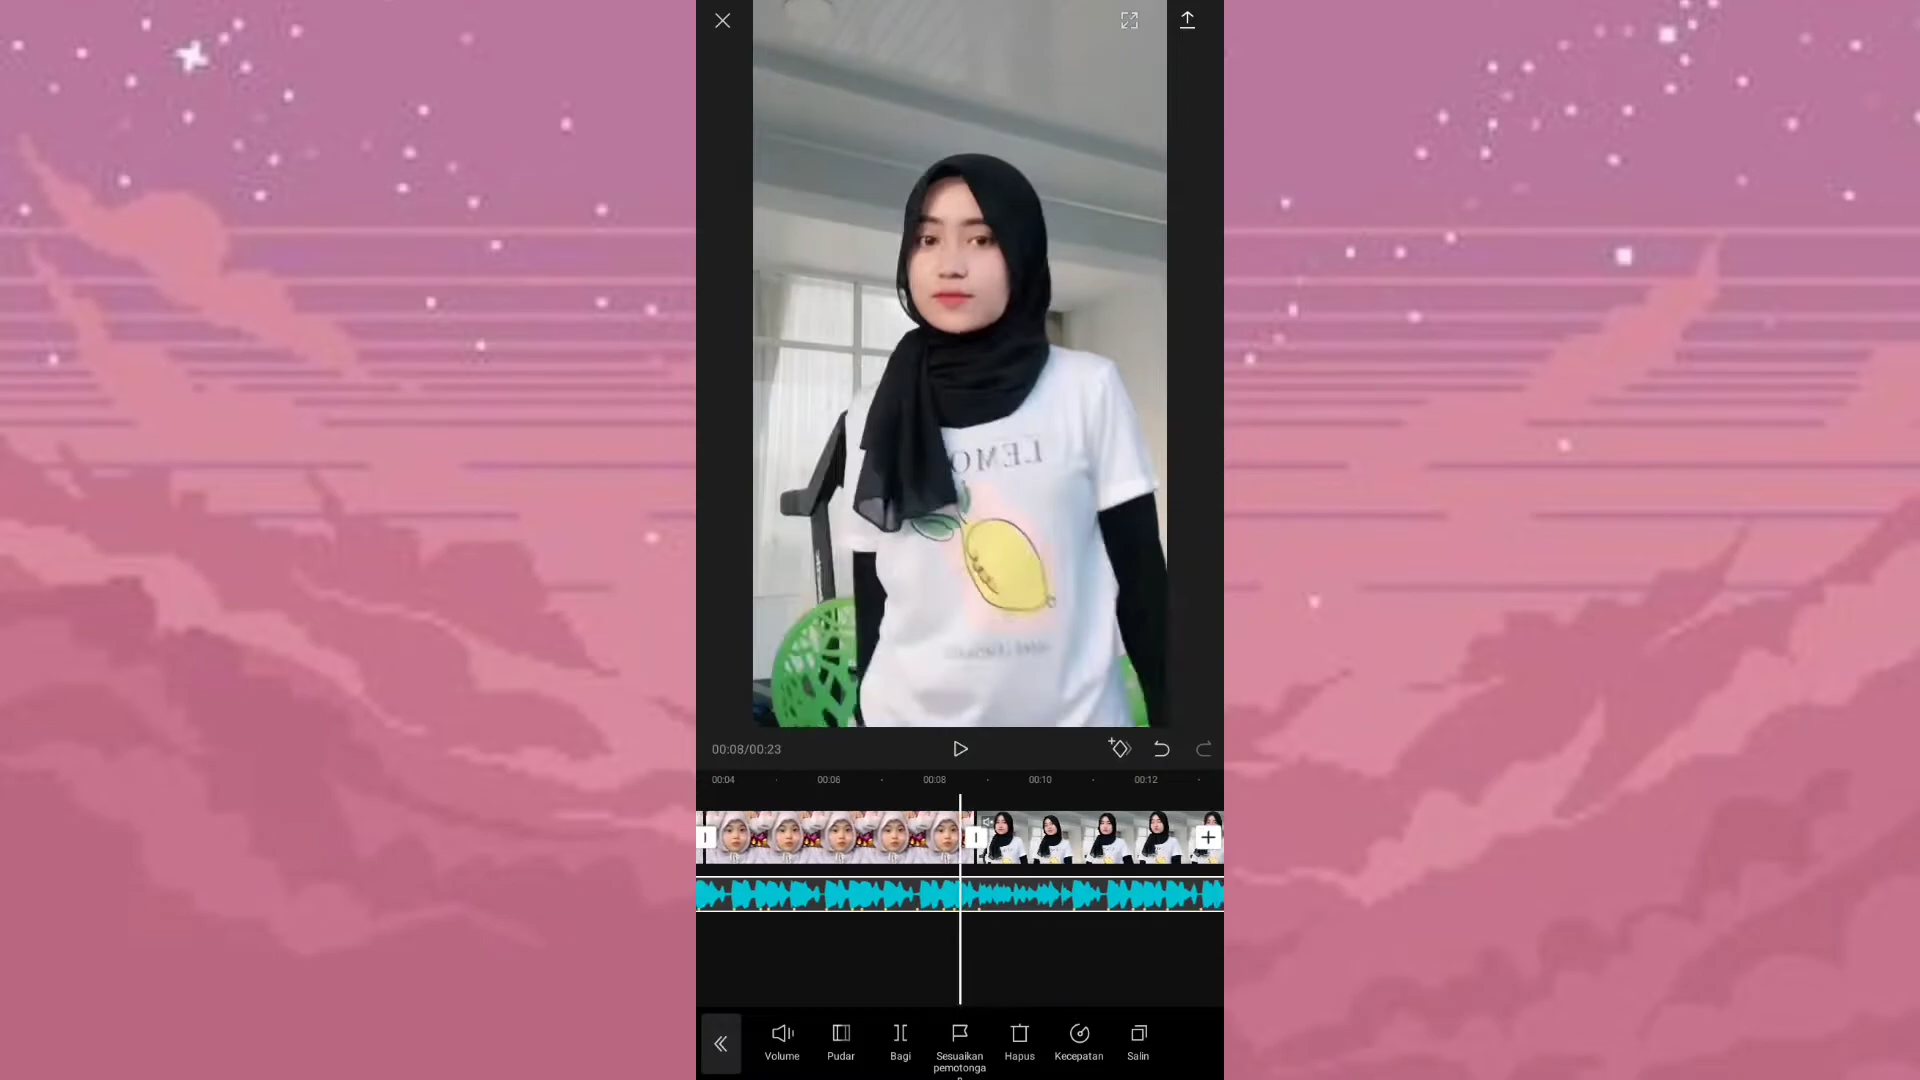 LEMO
00:08/00:23
00:04
00:06
00:08
00:10
00:12
Volume
Pudar
Bagi
Sesuaikan
pemotonga
Hapus
Kecepatan
Salin